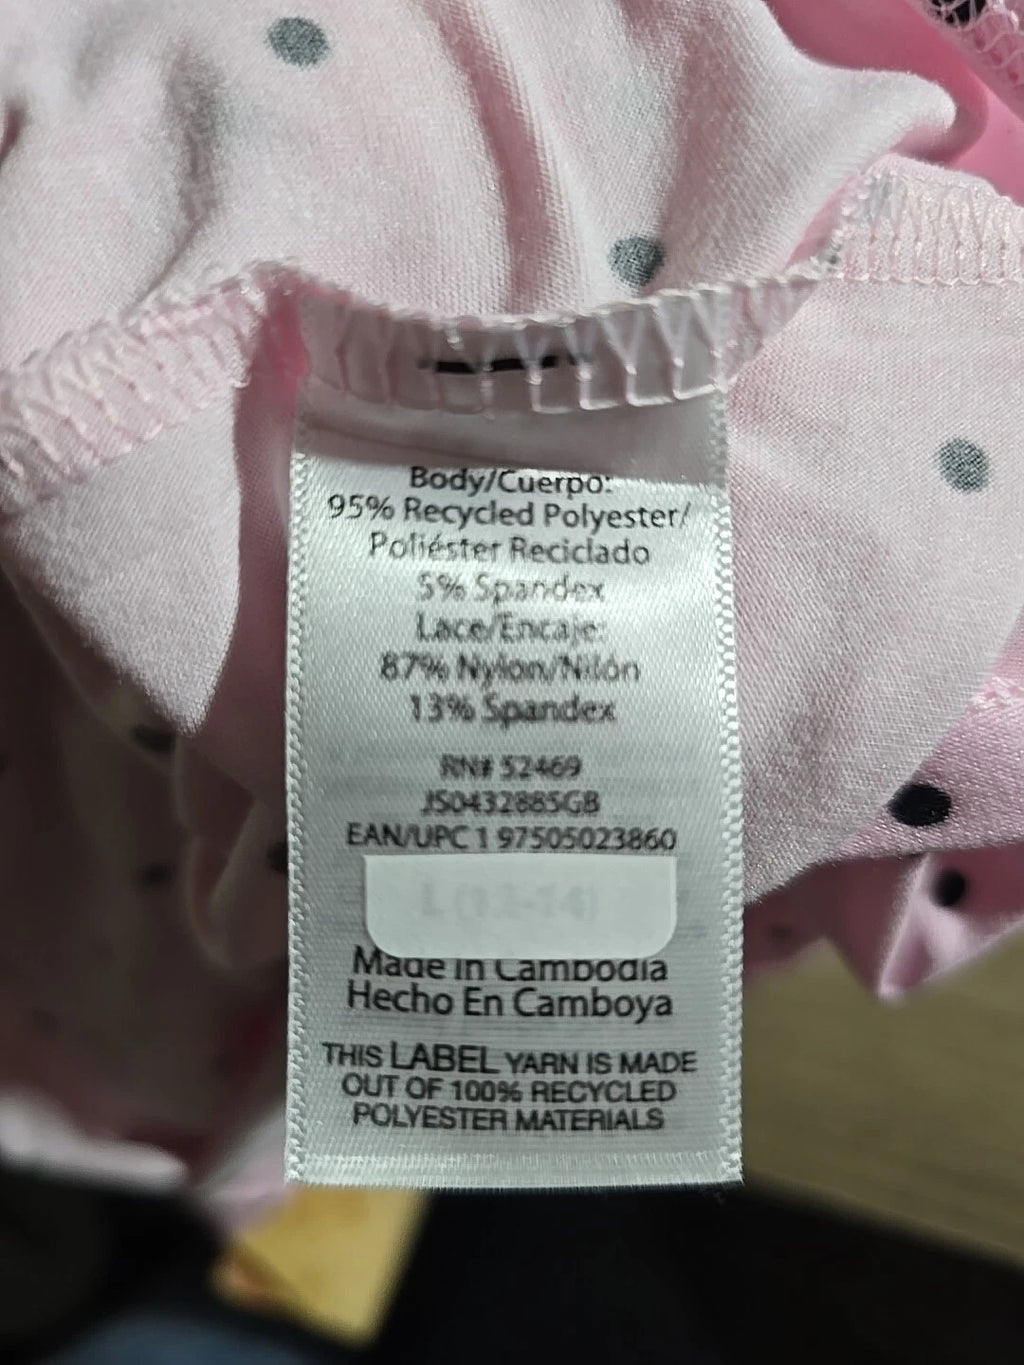 Body/Cuerpo:
95% Recycled Polyester/
Poliéster Reciclado
5% Spandex
Lace/Encaje:
87% Nylon/Nilón
13% Spandex
RN# 52469
JS0432885GB
EAN/UPC 1 97505023860
L (12-14)
Made In Cambodia
Hecho En Camboya
THIS LABEL YARN IS MADE
OUT OF 100% RECYCLED
POLYESTER MATERIALS